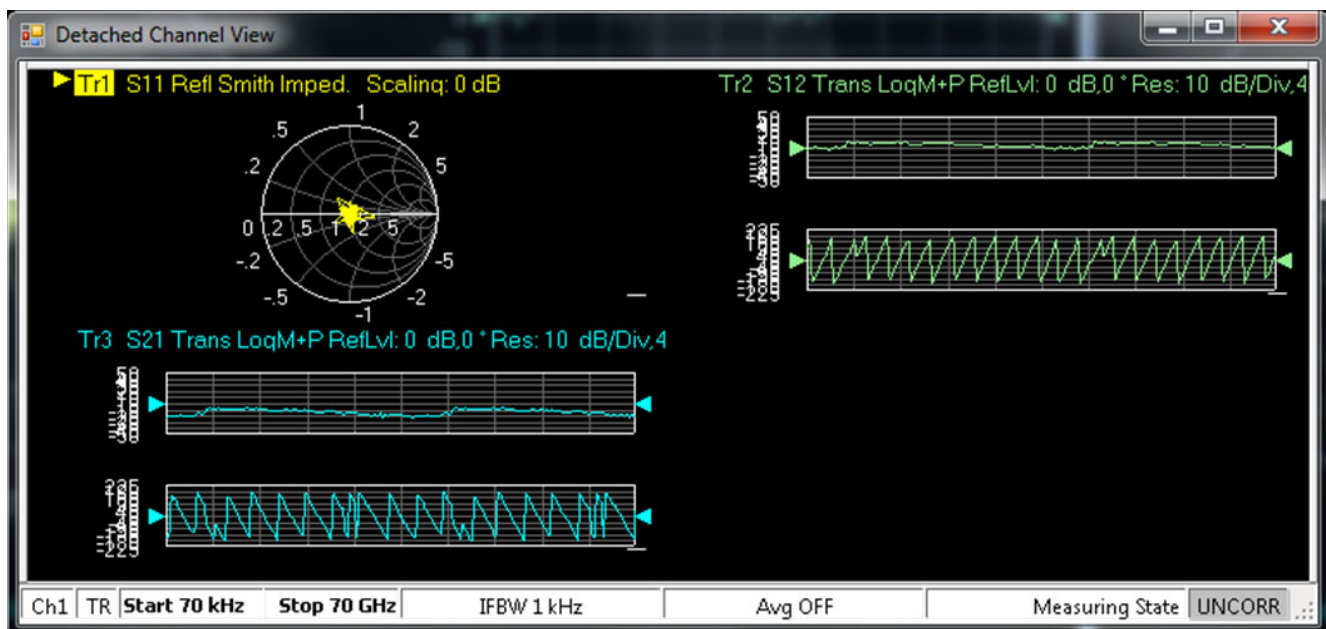 Detached Channel View
Tr1 S11 Refl Smith Imped. Scaling: 0 dB
.5 1 2
.2 5
0 .2 .5 1 2 5
-.2 -5
-.5 -1 -2
Tr2 S12 Trans LogM+P RefLvl: 0 dB,0 ° Res: 10 dB/Div,4
Tr3 S21 Trans LogM+P RefLvl: 0 dB,0 ° Res: 10 dB/Div,4
Ch1 TR Start 70 kHz Stop 70 GHz IFBW 1 kHz Avg OFF Measuring State UNCORR